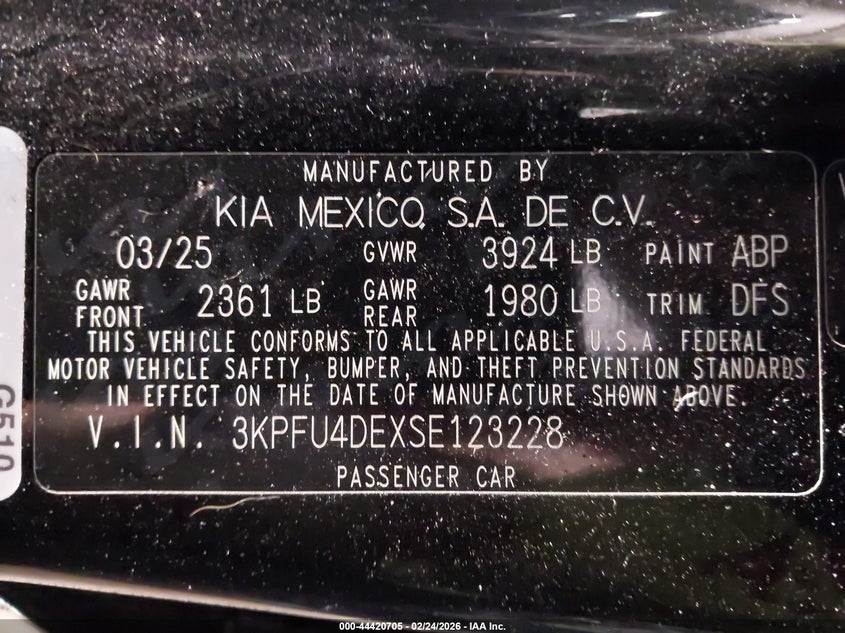 MANUFACTURED BY
KIA MEXICO, S.A. DE C.V.
03/25 GVWR 3924 LB PAINT ABP
GAWR FRONT 2361 LB GAWR REAR 1980 LB TRIM DFS
THIS VEHICLE CONFORMS TO ALL APPLICABLE U.S.A. FEDERAL
MOTOR VEHICLE SAFETY, BUMPER, AND THEFT PREVENTION STANDARDS
IN EFFECT ON THE DATE OF MANUFACTURE SHOWN ABOVE.
V.I.N. 3KPFU4DEXSE123228
PASSENGER CAR
G510
000-44420705 - 02/24/2026 - IAA Inc.